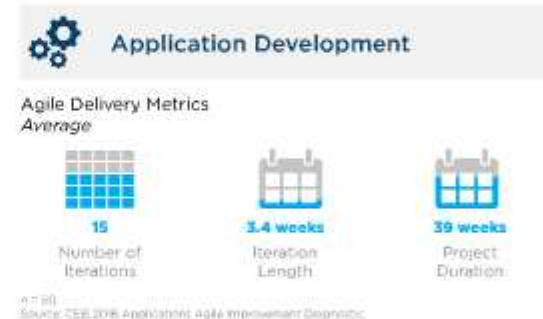 Application Development
Agile Delivery Metrics
Average
15
3.4 weeks
39 weeks
Number of
Iterations
Iteration
Length
Project
Duration
n =
Source: CEB 2016 Applications Agile Improvement Diagnostic.